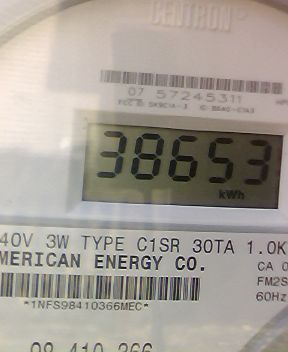 CENTRON®
07 57245311
38653
kWh
40V 3W TYPE C1SR 30TA 1.0K
MERICAN ENERGY CO.
CA 0
FM2S
60Hz
*1NFS98410366MEC*
98 410 366